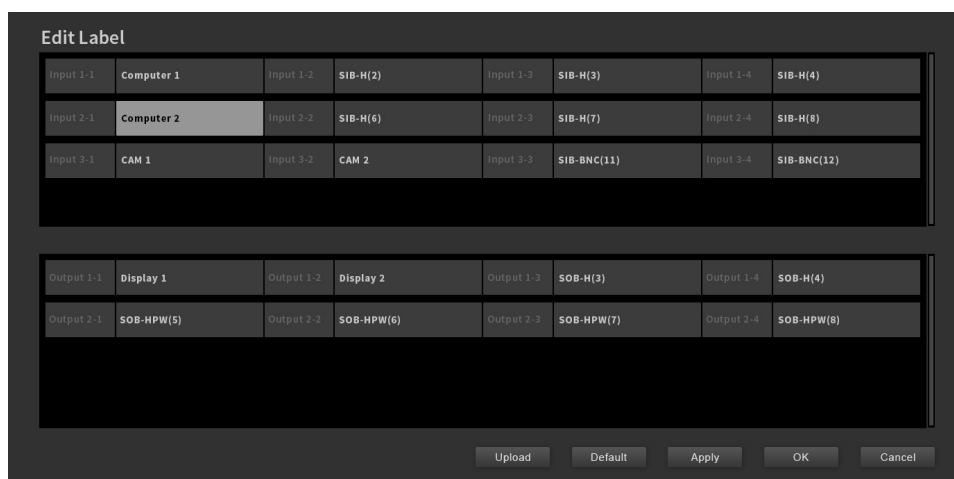 Edit Label
Input 1-1 Computer 1 Input 1-2 SIB-H(2) Input 1-3 SIB-H(3) Input 1-4 SIB-H(4)
Input 2-1 Computer 2 Input 2-2 SIB-H(6) Input 2-3 SIB-H(7) Input 2-4 SIB-H(8)
Input 3-1 CAM 1 Input 3-2 CAM 2 Input 3-3 SIB-BNC(11) Input 3-4 SIB-BNC(12)
Output 1-1 Display 1 Output 1-2 Display 2 Output 1-3 SOB-H(3) Output 1-4 SOB-H(4)
Output 2-1 SOB-HPW(5) Output 2-2 SOB-HPW(6) Output 2-3 SOB-HPW(7) Output 2-4 SOB-HPW(8)
Upload Default Apply OK Cancel